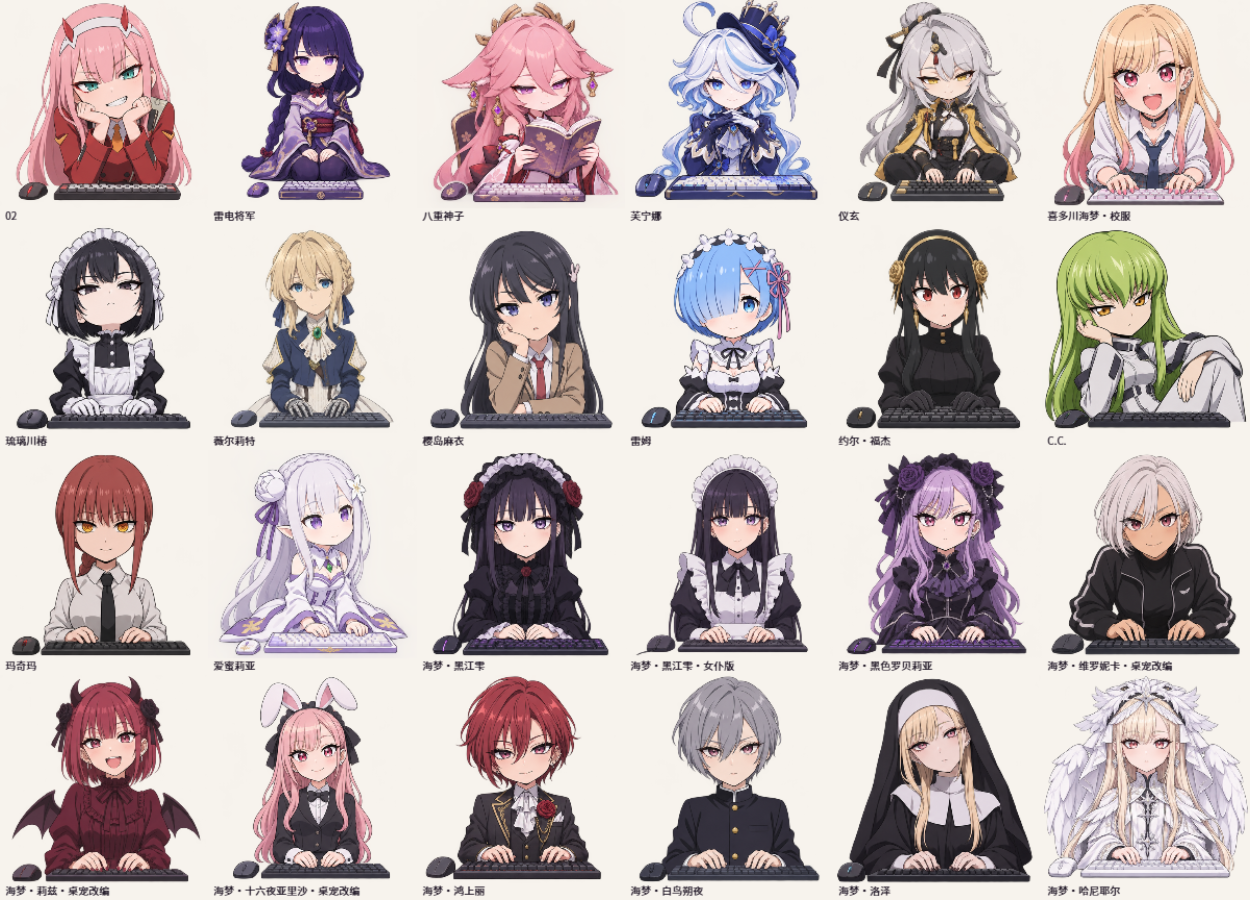 02
雷电将军
八重神子
芙宁娜
仪玄
喜多川海梦・校服
琉璃川椿
薇尔莉特
樱岛麻衣
雷姆
约尔・福杰
C.C.
玛奇玛
爱蜜莉亚
海梦・黑江雫
海梦・黑江雫・女仆版
海梦・黑色罗贝莉亚
海梦・维罗妮卡・桌宠改编
海梦・莉兹・桌宠改编
海梦・十六夜亚里沙・桌宠改编
海梦・鸿上丽
海梦・白鸟朔夜
海梦・洛泽
海梦・哈尼耶尔